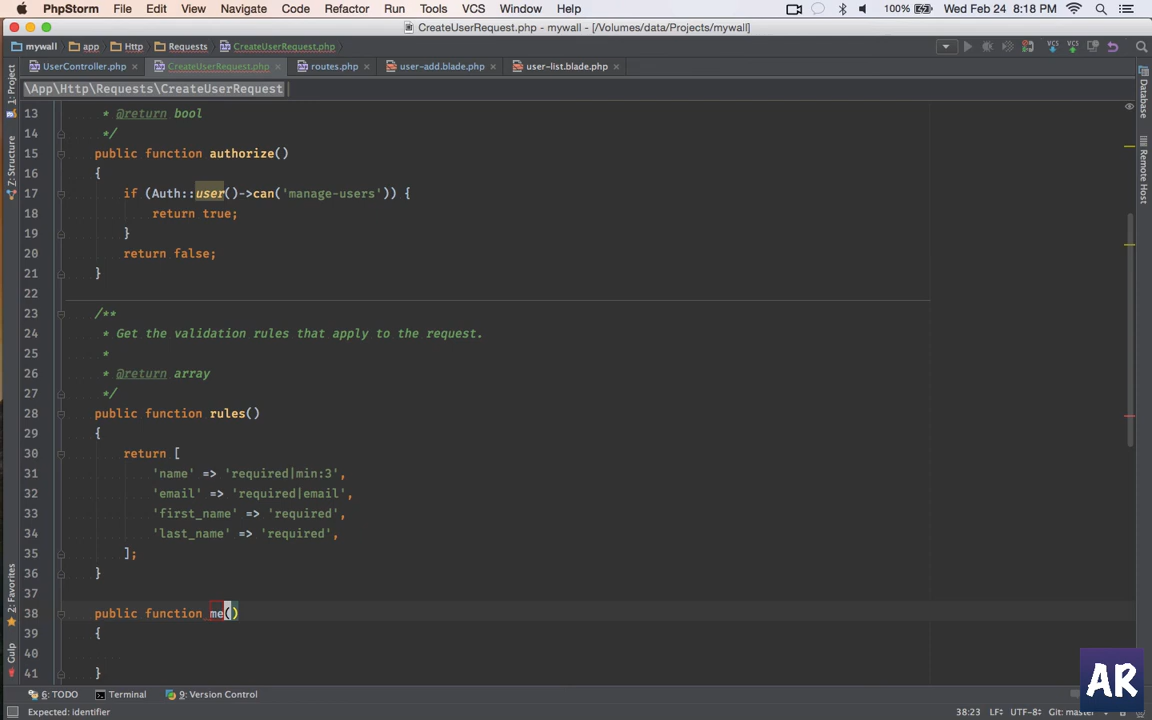 PhpStorm File Edit View Navigate Code Refactor Run Tools VCS Window Help 100% Wed Feb 24 8:18 PM
CreateUserRequest.php - mywall - [/Volumes/data/Projects/mywall]
mywall app Http Requests CreateUserRequest.php VCS VCS
UserController.php × CreateUserRequest.php × routes.php × user-add.blade.php × user-list.blade.php ×
\App\Http\Requests\CreateUserRequest
1: Project
Z: Structure
2: Favorites
Gulp
Database
Remote Host
13 * @return bool
14 */
15 public function authorize()
16 {
17 if (Auth::user()->can('manage-users')) {
18 return true;
19 }
20 return false;
21 }
22
23 /**
24 * Get the validation rules that apply to the request.
25 *
26 * @return array
27 */
28 public function rules()
29 {
30 return [
31 'name' => 'required|min:3',
32 'email' => 'required|email',
33 'first_name' => 'required',
34 'last_name' => 'required',
35 ];
36 }
37
38 public function me()
39 {
40
41 }
AR
6: TODO Terminal 9: Version Control
Expected: identifier 38:23 LF÷ UTF-8÷ Git: master